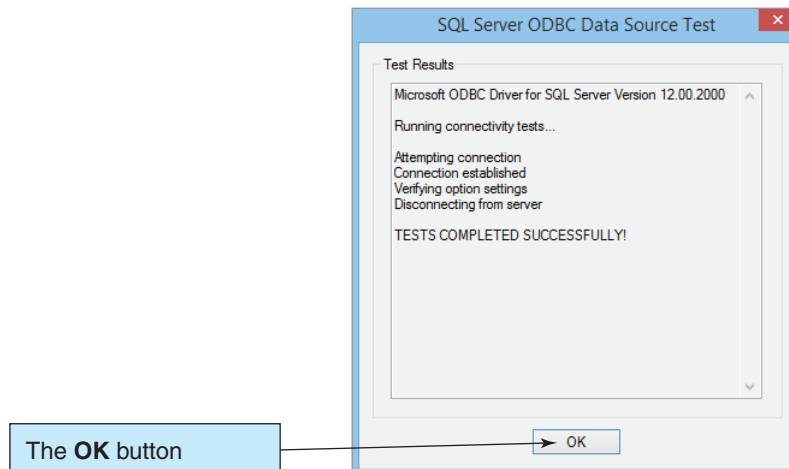 SQL Server ODBC Data Source Test
Test Results
Microsoft ODBC Driver for SQL Server Version 12.00.2000
Running connectivity tests...
Attempting connection
Connection established
Verifying option settings
Disconnecting from server
TESTS COMPLETED SUCCESSFULLY!
OK
The OK button